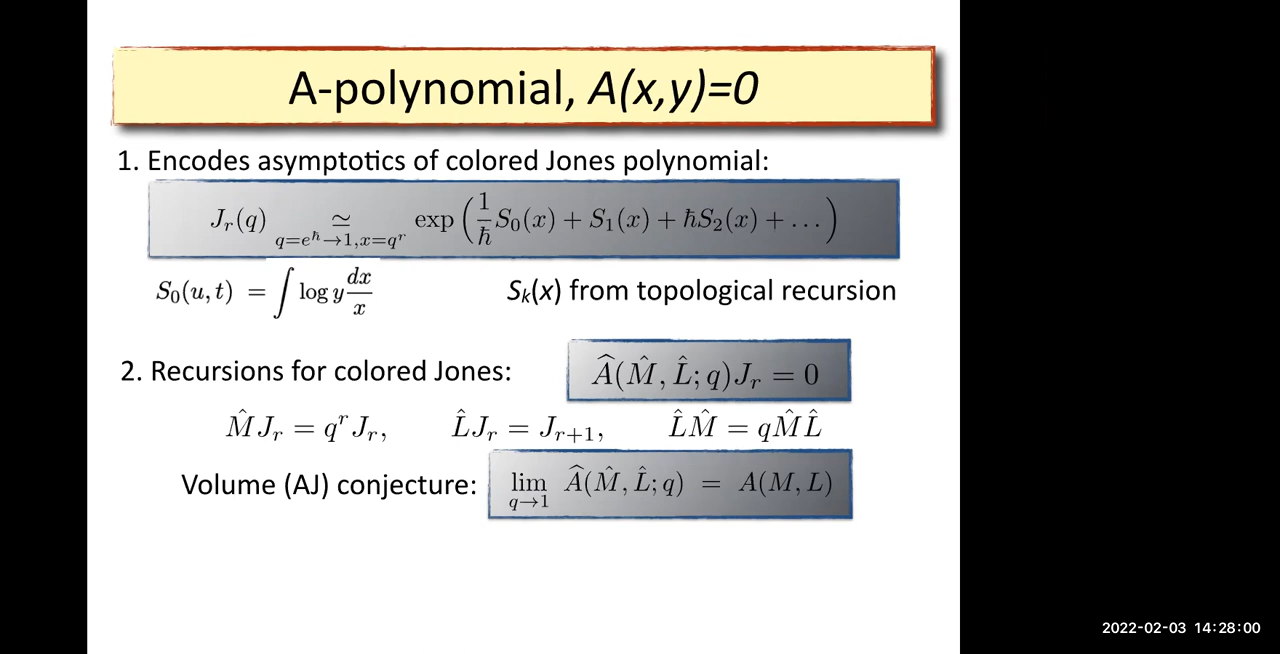 A-polynomial, A(x,y)=0
1. Encodes asymptotics of colored Jones polynomial:
J_r(q) ≃_{q=e^ℏ→1, x=q^r} exp( 1/ℏ S_0(x) + S_1(x) + ℏS_2(x) + ... )
S_0(u,t) = ∫ log y dx/x
S_k(x) from topological recursion
2. Recursions for colored Jones:
Â(M̂, L̂; q)J_r = 0
M̂J_r = q^r J_r, L̂J_r = J_{r+1}, L̂M̂ = qM̂L̂
Volume (AJ) conjecture:
lim_{q→1} Â(M̂, L̂; q) = A(M, L)
2022-02-03 14:28:00